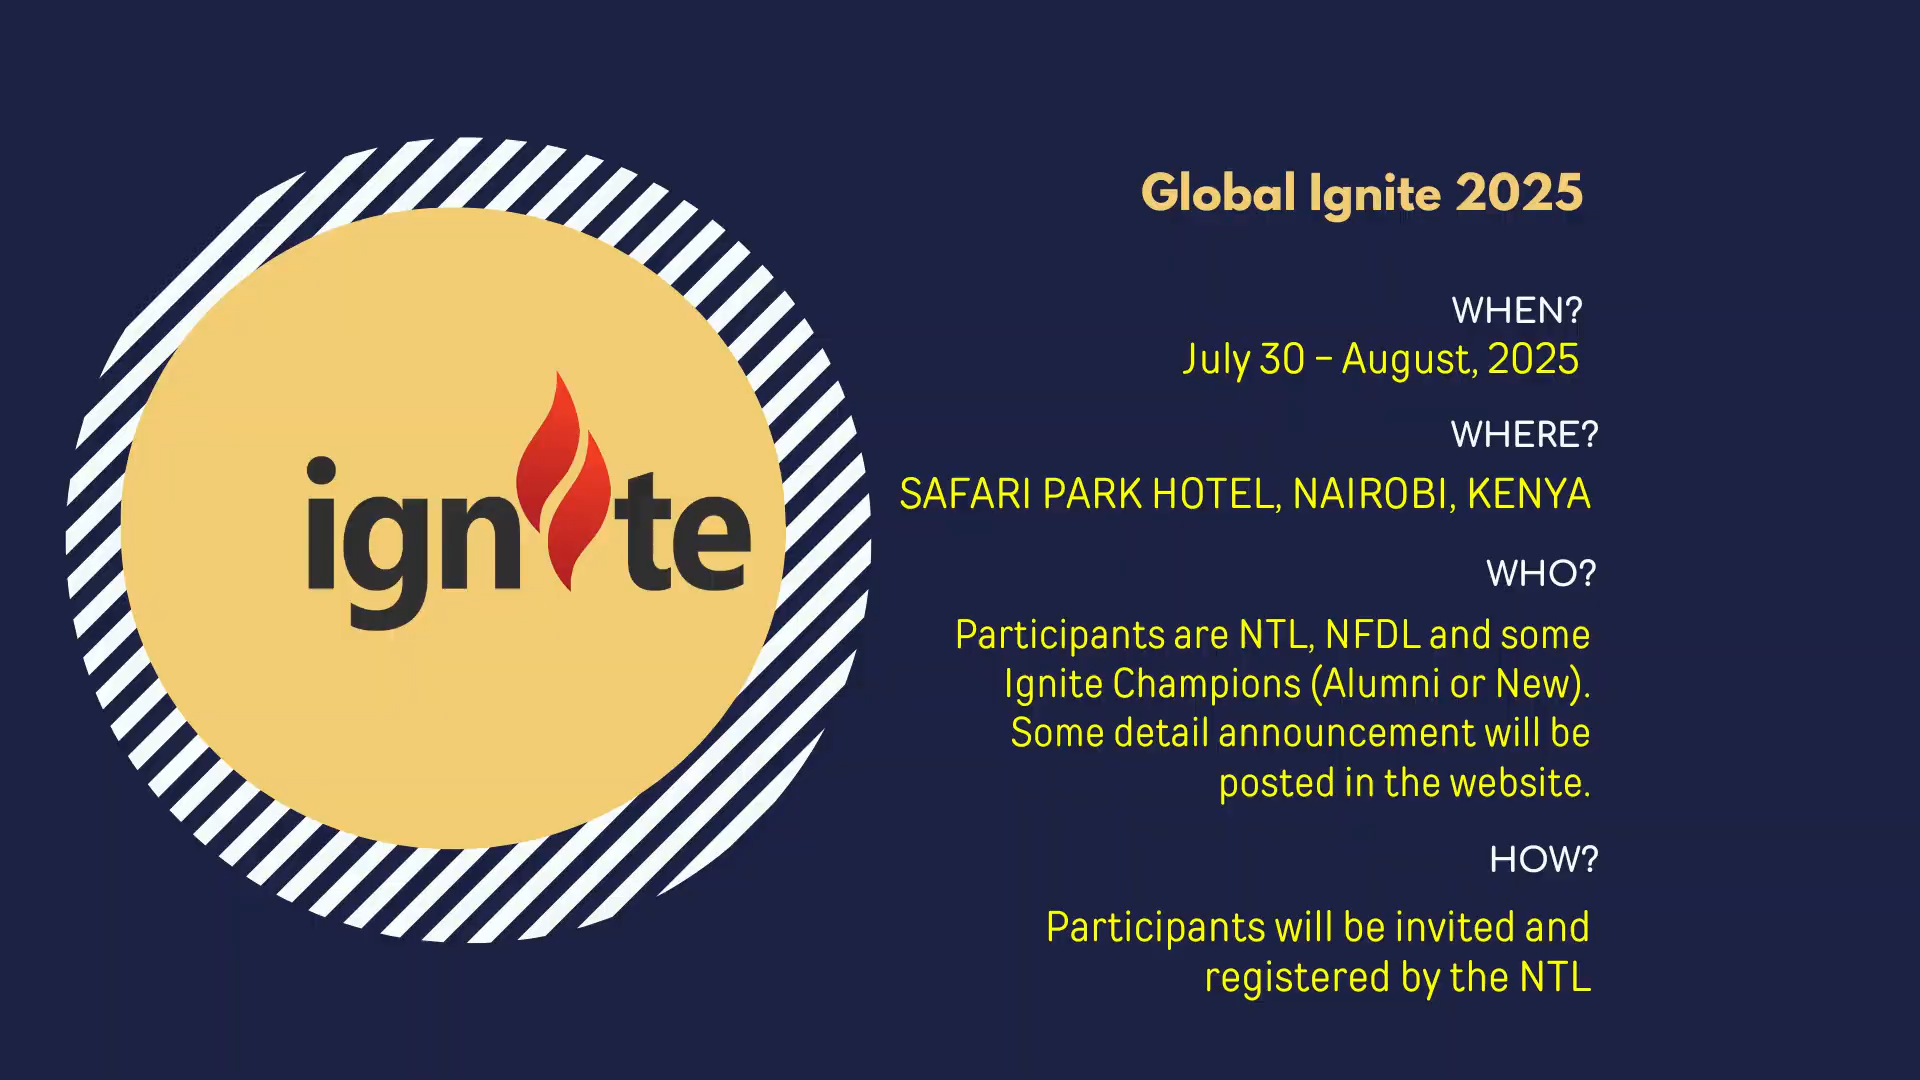 ignite
Global Ignite 2025
WHEN?
July 30 – August, 2025
WHERE?
SAFARI PARK HOTEL, NAIROBI, KENYA
WHO?
Participants are NTL, NFDL and some
Ignite Champions (Alumni or New).
Some detail announcement will be
posted in the website.
HOW?
Participants will be invited and
registered by the NTL